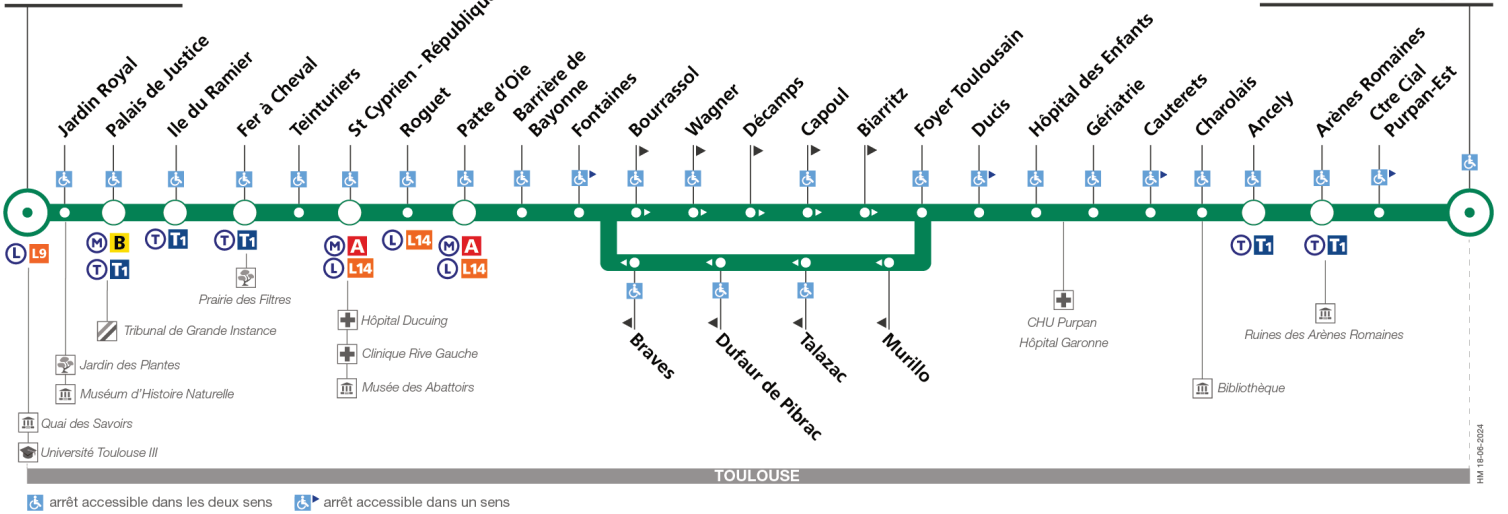 Jardin Royal
Palais de Justice
Ile du Ramier
Fer à Cheval
Teinturiers
St Cyprien - République
Roguet
Patte d'Oie
Barrière de
Bayonne
Fontaines
Bourrassol
Wagner
Décamps
Capoul
Biarritz
Foyer Toulousain
Ducis
Hôpital des Enfants
Gériatrie
Cauterets
Charolais
Ancely
Arènes Romaines
Ctre Cial
Purpan-Est
L L9
M B
T T1
T T1
T T1
M A
L L14
L L14
M A
L L14
T T1
T T1
Braves
Dufaur de Pibrac
Talazac
Murillo
Prairie des Filtres
Tribunal de Grande Instance
Jardin des Plantes
Muséum d'Histoire Naturelle
Quai des Savoirs
Université Toulouse III
Hôpital Ducuing
Clinique Rive Gauche
Musée des Abattoirs
CHU Purpan
Hôpital Garonne
Ruines des Arènes Romaines
Bibliothèque
HM 18-06-2024
TOULOUSE
arrêt accessible dans les deux sens
arrêt accessible dans un sens